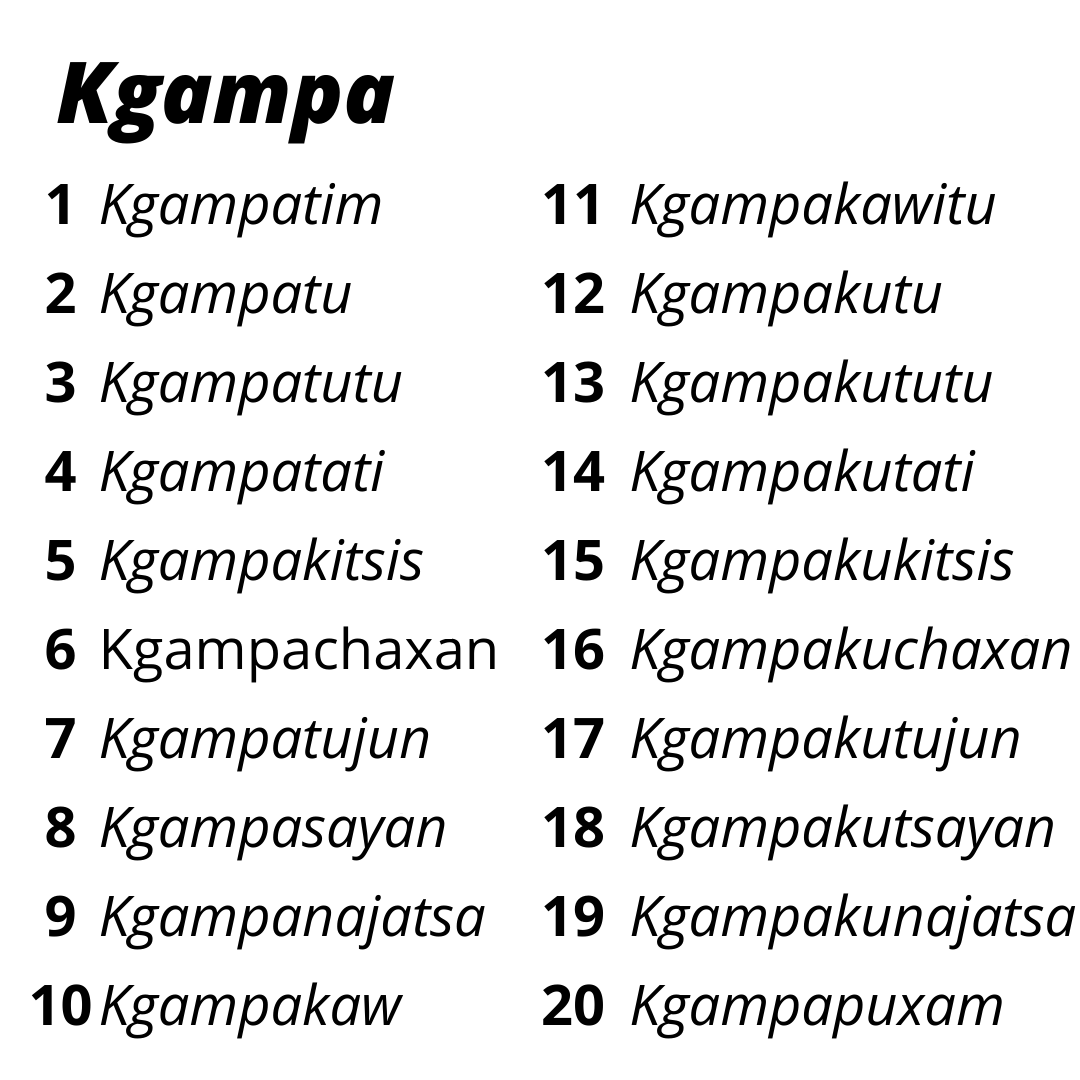 Kgampa
1 Kgampatim
2 Kgampatu
3 Kgampatutu
4 Kgampatati
5 Kgampakitsis
6 Kgampachaxan
7 Kgampatujun
8 Kgampasayan
9 Kgampanajatsa
10 Kgampakaw
11 Kgampakawitu
12 Kgampakutu
13 Kgampakututu
14 Kgampakutati
15 Kgampakukitsis
16 Kgampakuchaxan
17 Kgampakutujun
18 Kgampakutsayan
19 Kgampakunajatsa
20 Kgampapuxam